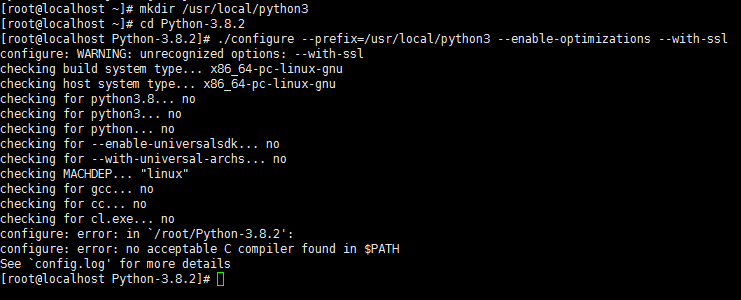 [root@localhost ~]# mkdir /usr/local/python3
[root@localhost ~]# cd Python-3.8.2
[root@localhost Python-3.8.2]# ./configure --prefix=/usr/local/python3 --enable-optimizations --with-ssl
configure: WARNING: unrecognized options: --with-ssl
checking build system type... x86_64-pc-linux-gnu
checking host system type... x86_64-pc-linux-gnu
checking for python3.8... no
checking for python3... no
checking for python... no
checking for --enable-universalsdk... no
checking for --with-universal-archs... no
checking MACHDEP... "linux"
checking for gcc... no
checking for cc... no
checking for cl.exe... no
configure: error: in `/root/Python-3.8.2':
configure: error: no acceptable C compiler found in $PATH
See `config.log' for more details
[root@localhost Python-3.8.2]#